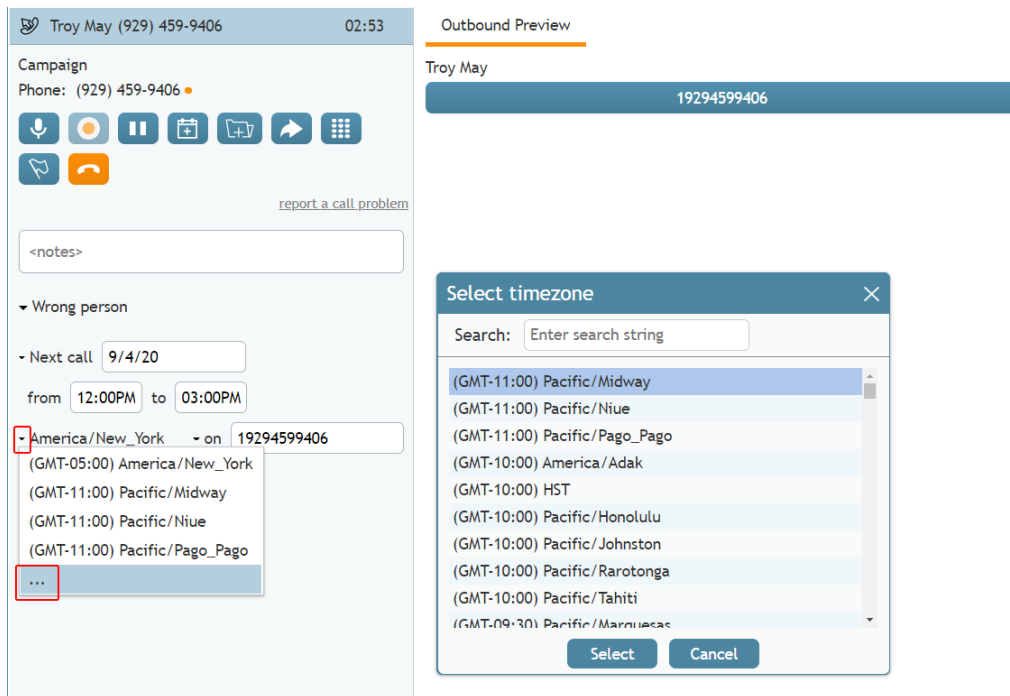 Troy May (929) 459-9406 02:53
Campaign
Phone: (929) 459-9406
report a call problem
<notes>
Wrong person
Next call 9/4/20
from 12:00PM to 03:00PM
America/New_York on 19294599406
(GMT-05:00) America/New_York
(GMT-11:00) Pacific/Midway
(GMT-11:00) Pacific/Niue
(GMT-11:00) Pacific/Pago_Pago
...
Outbound Preview
Troy May
19294599406
Select timezone
Search: Enter search string
(GMT-11:00) Pacific/Midway
(GMT-11:00) Pacific/Niue
(GMT-11:00) Pacific/Pago_Pago
(GMT-10:00) America/Adak
(GMT-10:00) HST
(GMT-10:00) Pacific/Honolulu
(GMT-10:00) Pacific/Johnston
(GMT-10:00) Pacific/Rarotonga
(GMT-10:00) Pacific/Tahiti
(GMT-09:30) Pacific/Marquesas
Select Cancel